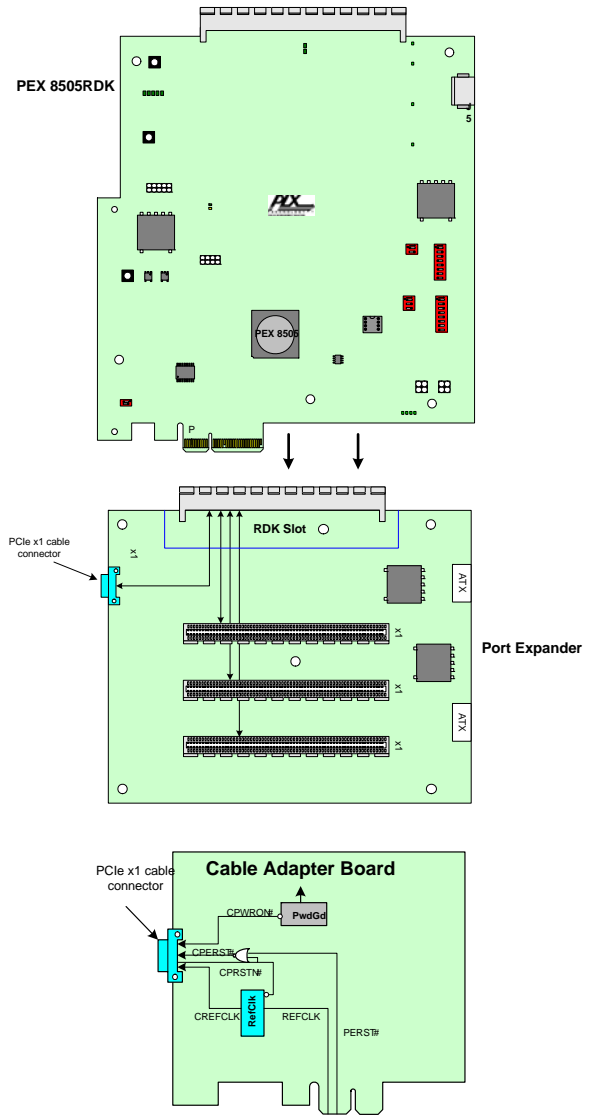 PEX 8505RDK
J
5
PLX
PEX 8505
P
RDK Slot
PCIe x1 cable
connector
x1
ATX
x1
Port Expander
x1
ATX
x1
Cable Adapter Board
PCIe x1 cable
connector
CPWRON#
PwdGd
CPERST#
CPRSTN#
RefClk
CREFCLK
REFCLK
PERST#